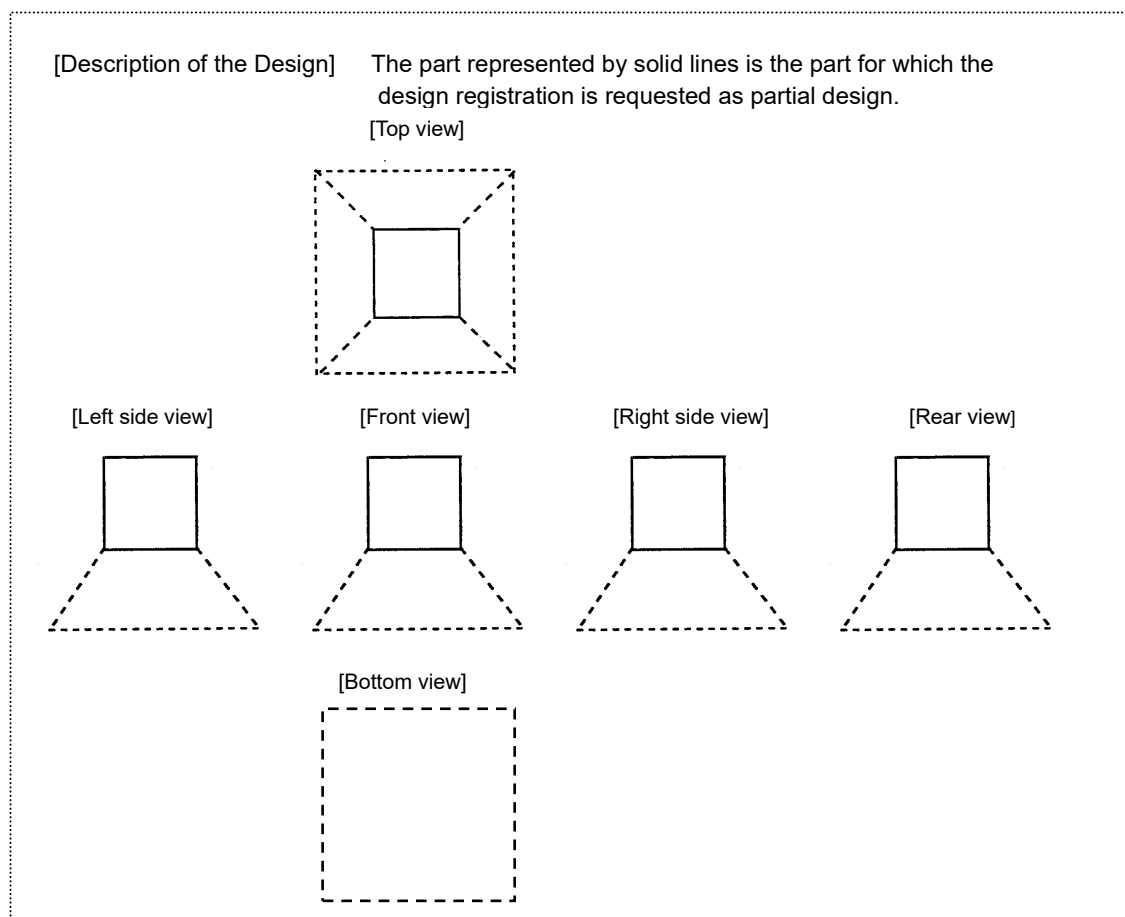 [Description of the Design] The part represented by solid lines is the part for which the
design registration is requested as partial design.
[Top view]
[Left side view] [Front view] [Right side view] [Rear view]
[Bottom view]